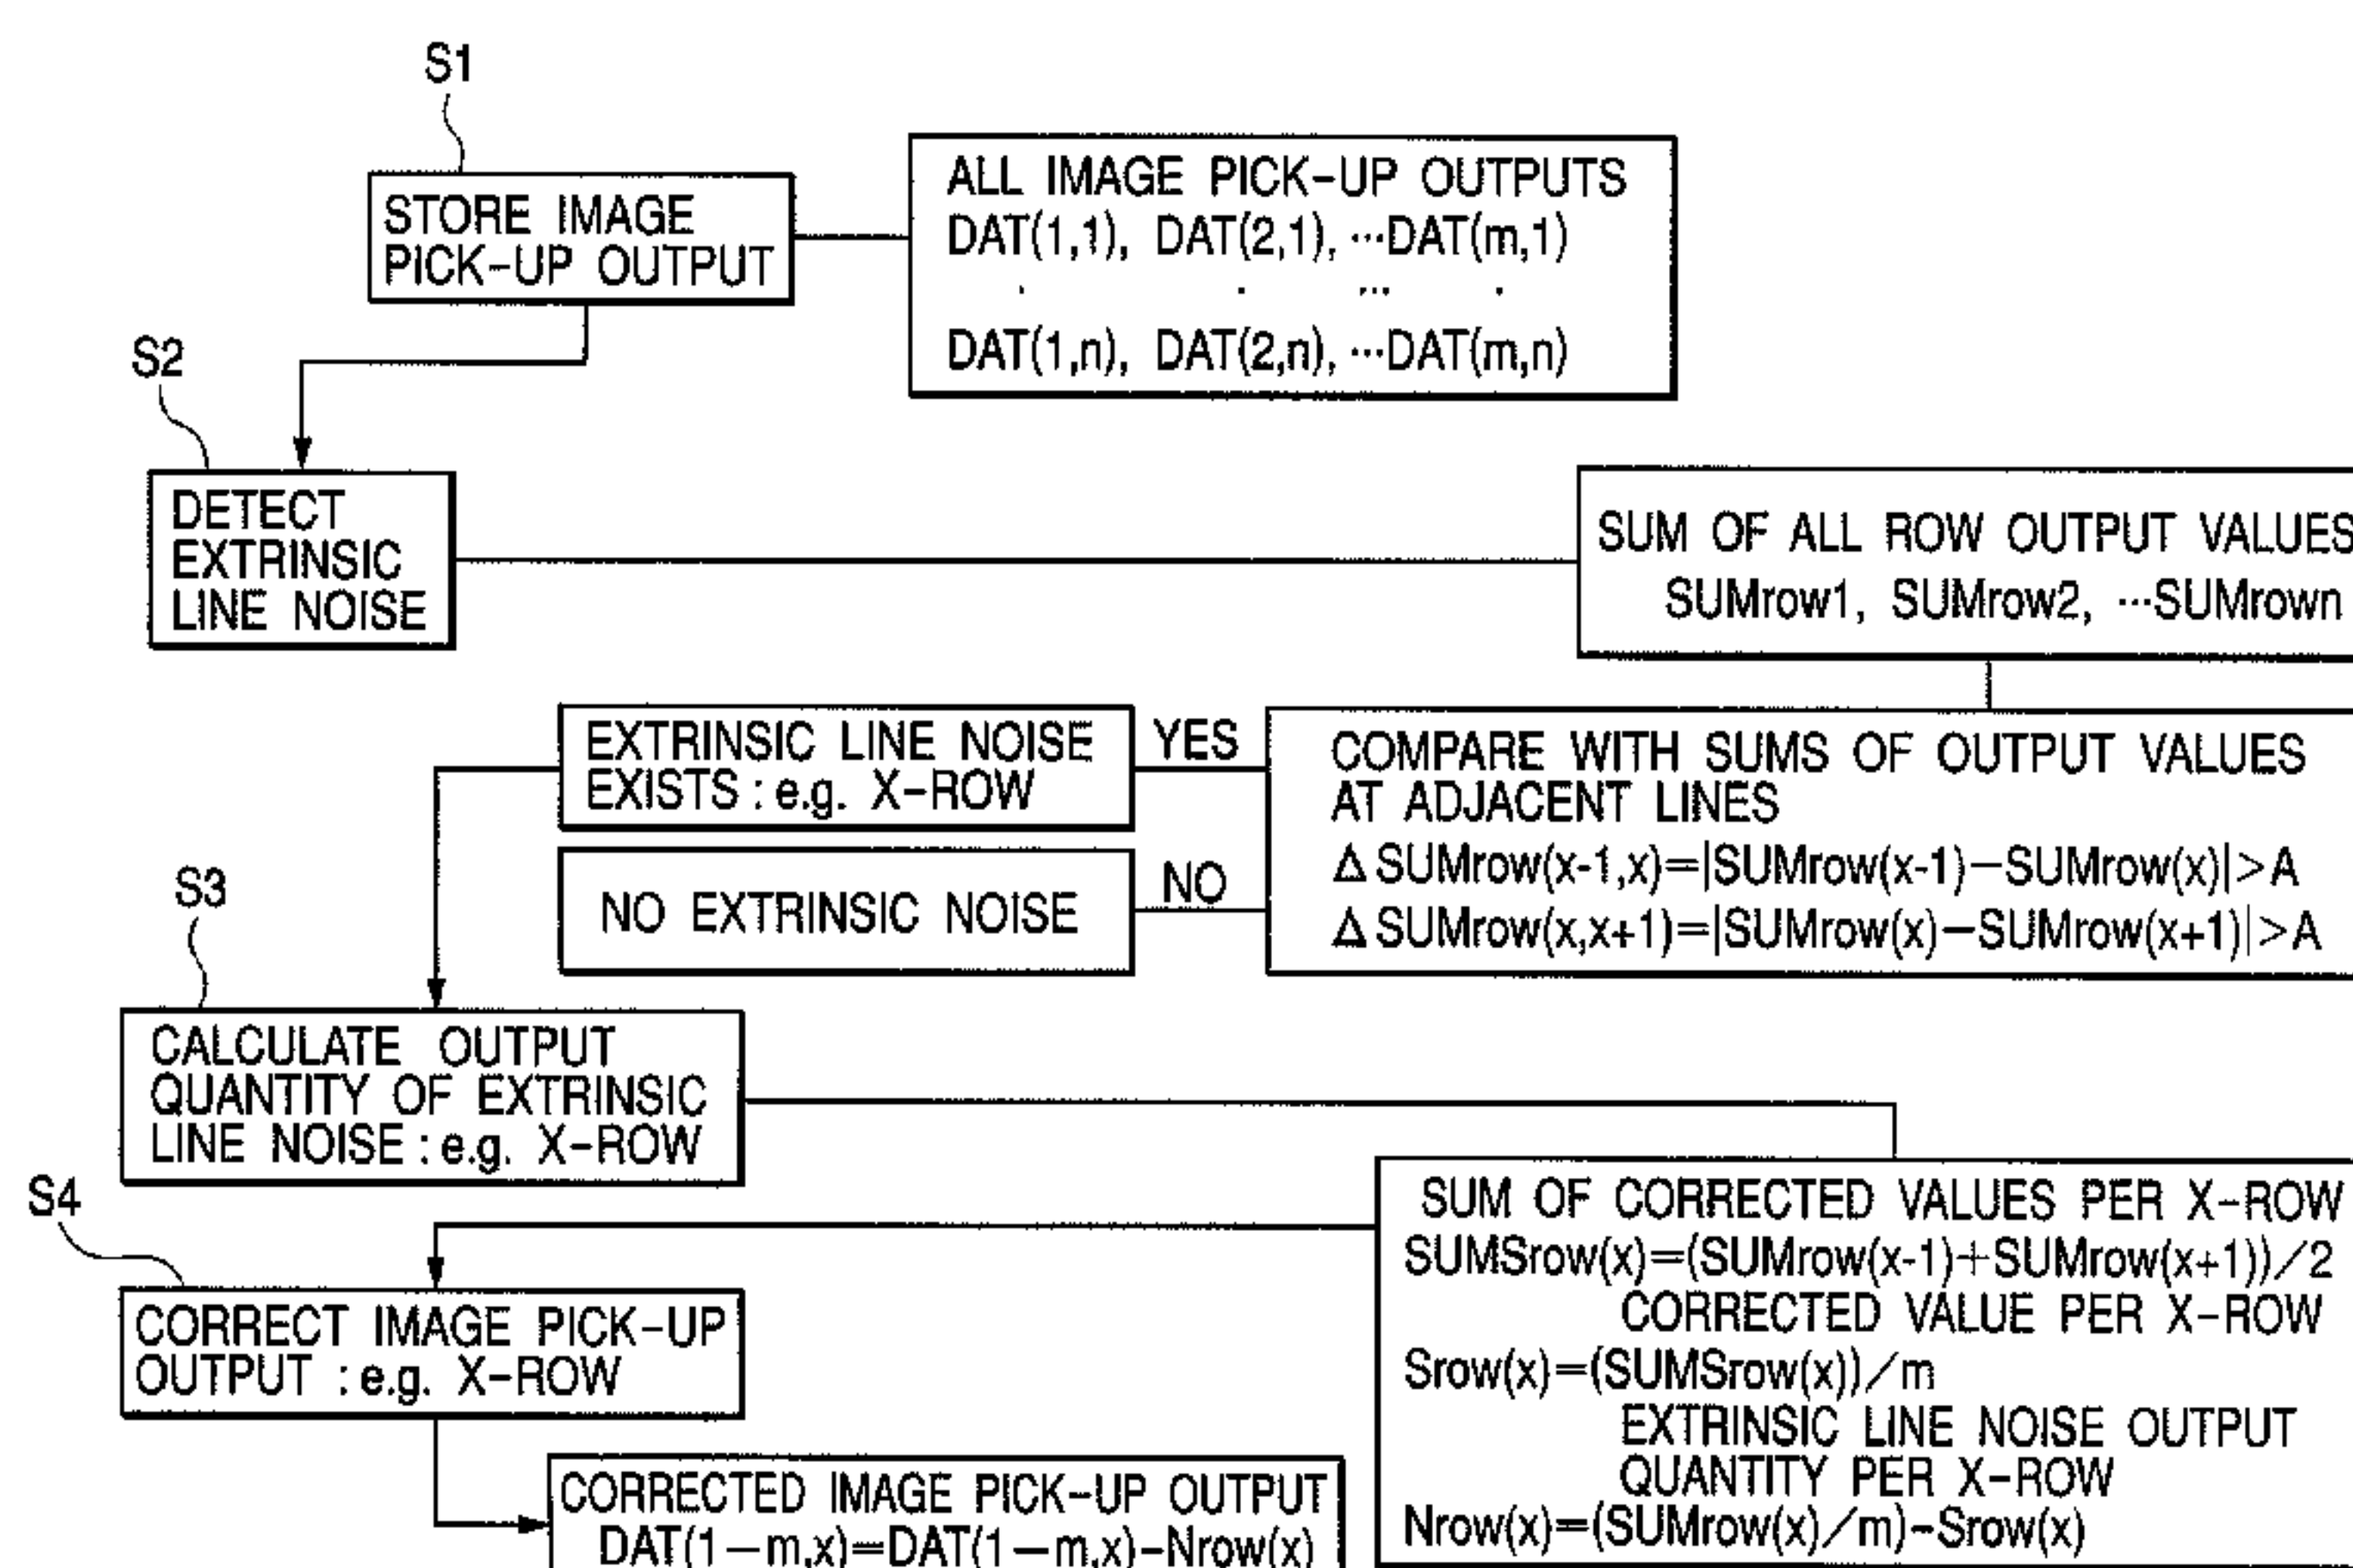 S1
STORE IMAGE
PICK-UP OUTPUT
ALL IMAGE PICK-UP OUTPUTS
DAT(1,1), DAT(2,1), ···DAT(m,1)
· · ··· ·
DAT(1,n), DAT(2,n), ···DAT(m,n)
S2
DETECT
EXTRINSIC
LINE NOISE
SUM OF ALL ROW OUTPUT VALUES
SUMrow1, SUMrow2, ···SUMrown
EXTRINSIC LINE NOISE
EXISTS : e.g. X-ROW
YES
COMPARE WITH SUMS OF OUTPUT VALUES
AT ADJACENT LINES
Δ SUMrow(x-1,x)=|SUMrow(x-1)−SUMrow(x)|>A
Δ SUMrow(x,x+1)=|SUMrow(x)−SUMrow(x+1)|>A
NO EXTRINSIC NOISE
NO
S3
CALCULATE OUTPUT
QUANTITY OF EXTRINSIC
LINE NOISE : e.g. X-ROW
SUM OF CORRECTED VALUES PER X-ROW
SUMSrow(x)=(SUMrow(x-1)+SUMrow(x+1))/2
CORRECTED VALUE PER X-ROW
Srow(x)=(SUMSrow(x))/m
EXTRINSIC LINE NOISE OUTPUT
QUANTITY PER X-ROW
Nrow(x)=(SUMrow(x)/m)-Srow(x)
S4
CORRECT IMAGE PICK-UP
OUTPUT : e.g. X-ROW
CORRECTED IMAGE PICK-UP OUTPUT
DAT(1−m,x)=DAT(1−m,x)-Nrow(x)